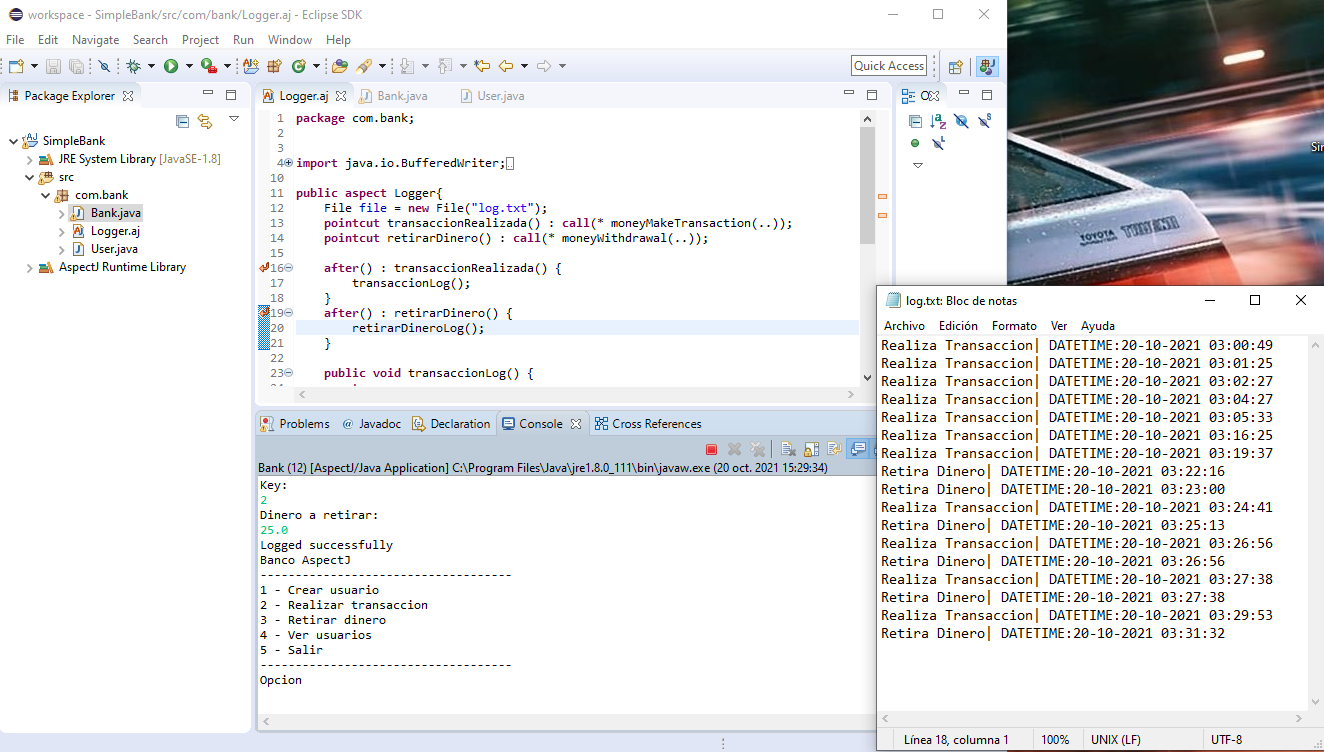 workspace - SimpleBank/src/com/bank/Logger.aj - Eclipse SDK
File Edit Navigate Search Project Run Window Help
Quick Access
Package Explorer
SimpleBank
JRE System Library [JavaSE-1.8]
src
com.bank
Bank.java
Logger.aj
User.java
AspectJ Runtime Library
Logger.aj Bank.java User.java
1 package com.bank;
2
3
4 import java.io.BufferedWriter;
10
11 public aspect Logger{
12 File file = new File("log.txt");
13 pointcut transaccionRealizada() : call(* moneyMakeTransaction(..));
14 pointcut retirarDinero() : call(* moneyWithdrawal(..));
15
16 after() : transaccionRealizada() {
17 transaccionLog();
18 }
19 after() : retirarDinero() {
20 retirarDineroLog();
21 }
22
23 public void transaccionLog() {
Problems Javadoc Declaration Console Cross References
Bank (12) [AspectJ/Java Application] C:\Program Files\Java\jre1.8.0_111\bin\javaw.exe (20 oct. 2021 15:29:34)
Key:
2
Dinero a retirar:
25.0
Logged successfully
Banco AspectJ
------------------------------------
1 - Crear usuario
2 - Realizar transaccion
3 - Retirar dinero
4 - Ver usuarios
5 - Salir
------------------------------------
Opcion
TOYOTA
log.txt: Bloc de notas
Archivo Edición Formato Ver Ayuda
Realiza Transaccion| DATETIME:20-10-2021 03:00:49
Realiza Transaccion| DATETIME:20-10-2021 03:01:25
Realiza Transaccion| DATETIME:20-10-2021 03:02:27
Realiza Transaccion| DATETIME:20-10-2021 03:04:27
Realiza Transaccion| DATETIME:20-10-2021 03:05:33
Realiza Transaccion| DATETIME:20-10-2021 03:16:25
Realiza Transaccion| DATETIME:20-10-2021 03:19:37
Retira Dinero| DATETIME:20-10-2021 03:22:16
Retira Dinero| DATETIME:20-10-2021 03:23:00
Realiza Transaccion| DATETIME:20-10-2021 03:24:41
Retira Dinero| DATETIME:20-10-2021 03:25:13
Realiza Transaccion| DATETIME:20-10-2021 03:26:56
Retira Dinero| DATETIME:20-10-2021 03:26:56
Realiza Transaccion| DATETIME:20-10-2021 03:27:38
Retira Dinero| DATETIME:20-10-2021 03:27:38
Realiza Transaccion| DATETIME:20-10-2021 03:29:53
Retira Dinero| DATETIME:20-10-2021 03:31:32
Línea 18, columna 1 100% UNIX (LF) UTF-8